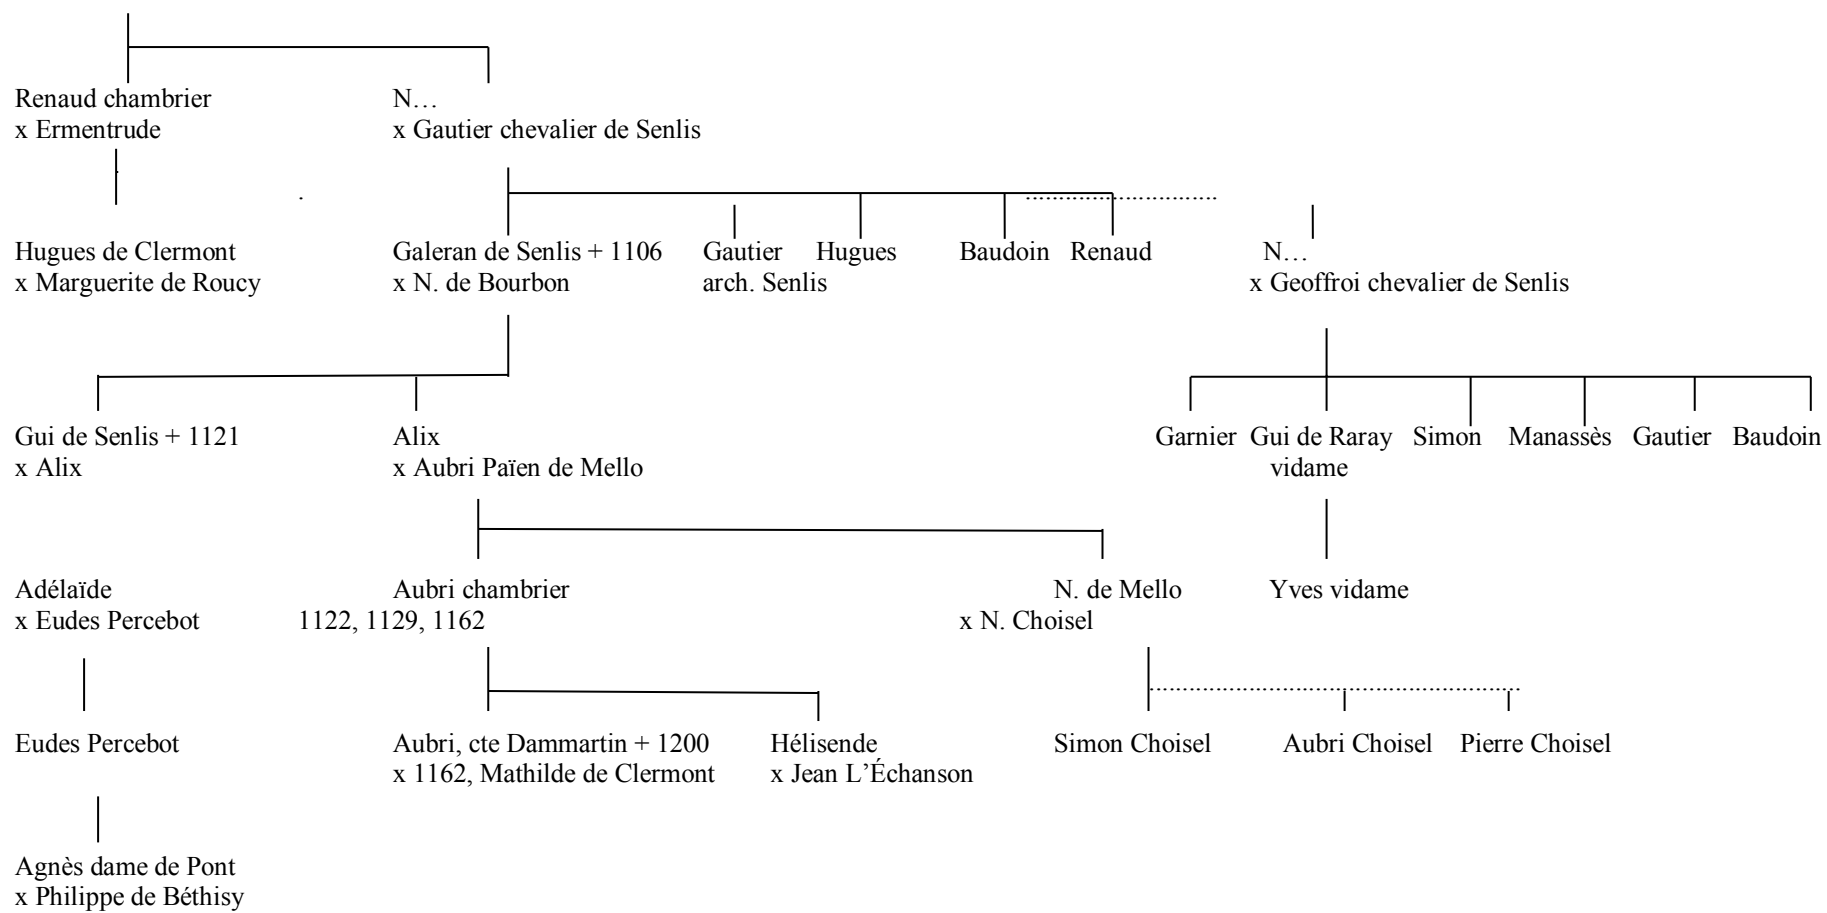 Renaud chambrier N…
x Ermentrude x Gautier chevalier de Senlis
Hugues de Clermont Galeran de Senlis + 1106 Gautier Hugues Baudoin Renaud N…
x Marguerite de Roucy x N. de Bourbon arch. Senlis x Geoffroi chevalier de Senlis
Gui de Senlis + 1121 Alix Garnier Gui de Raray Simon Manassès Gautier Baudoin
x Alix x Aubri Païen de Mello vidame
Adélaïde Aubri chambrier N. de Mello Yves vidame
x Eudes Percebot 1122, 1129, 1162 x N. Choisel
Eudes Percebot Aubri, cte Dammartin + 1200 Hélisende Simon Choisel Aubri Choisel Pierre Choisel
x 1162, Mathilde de Clermont x Jean L’Échanson
Agnès dame de Pont
x Philippe de Béthisy